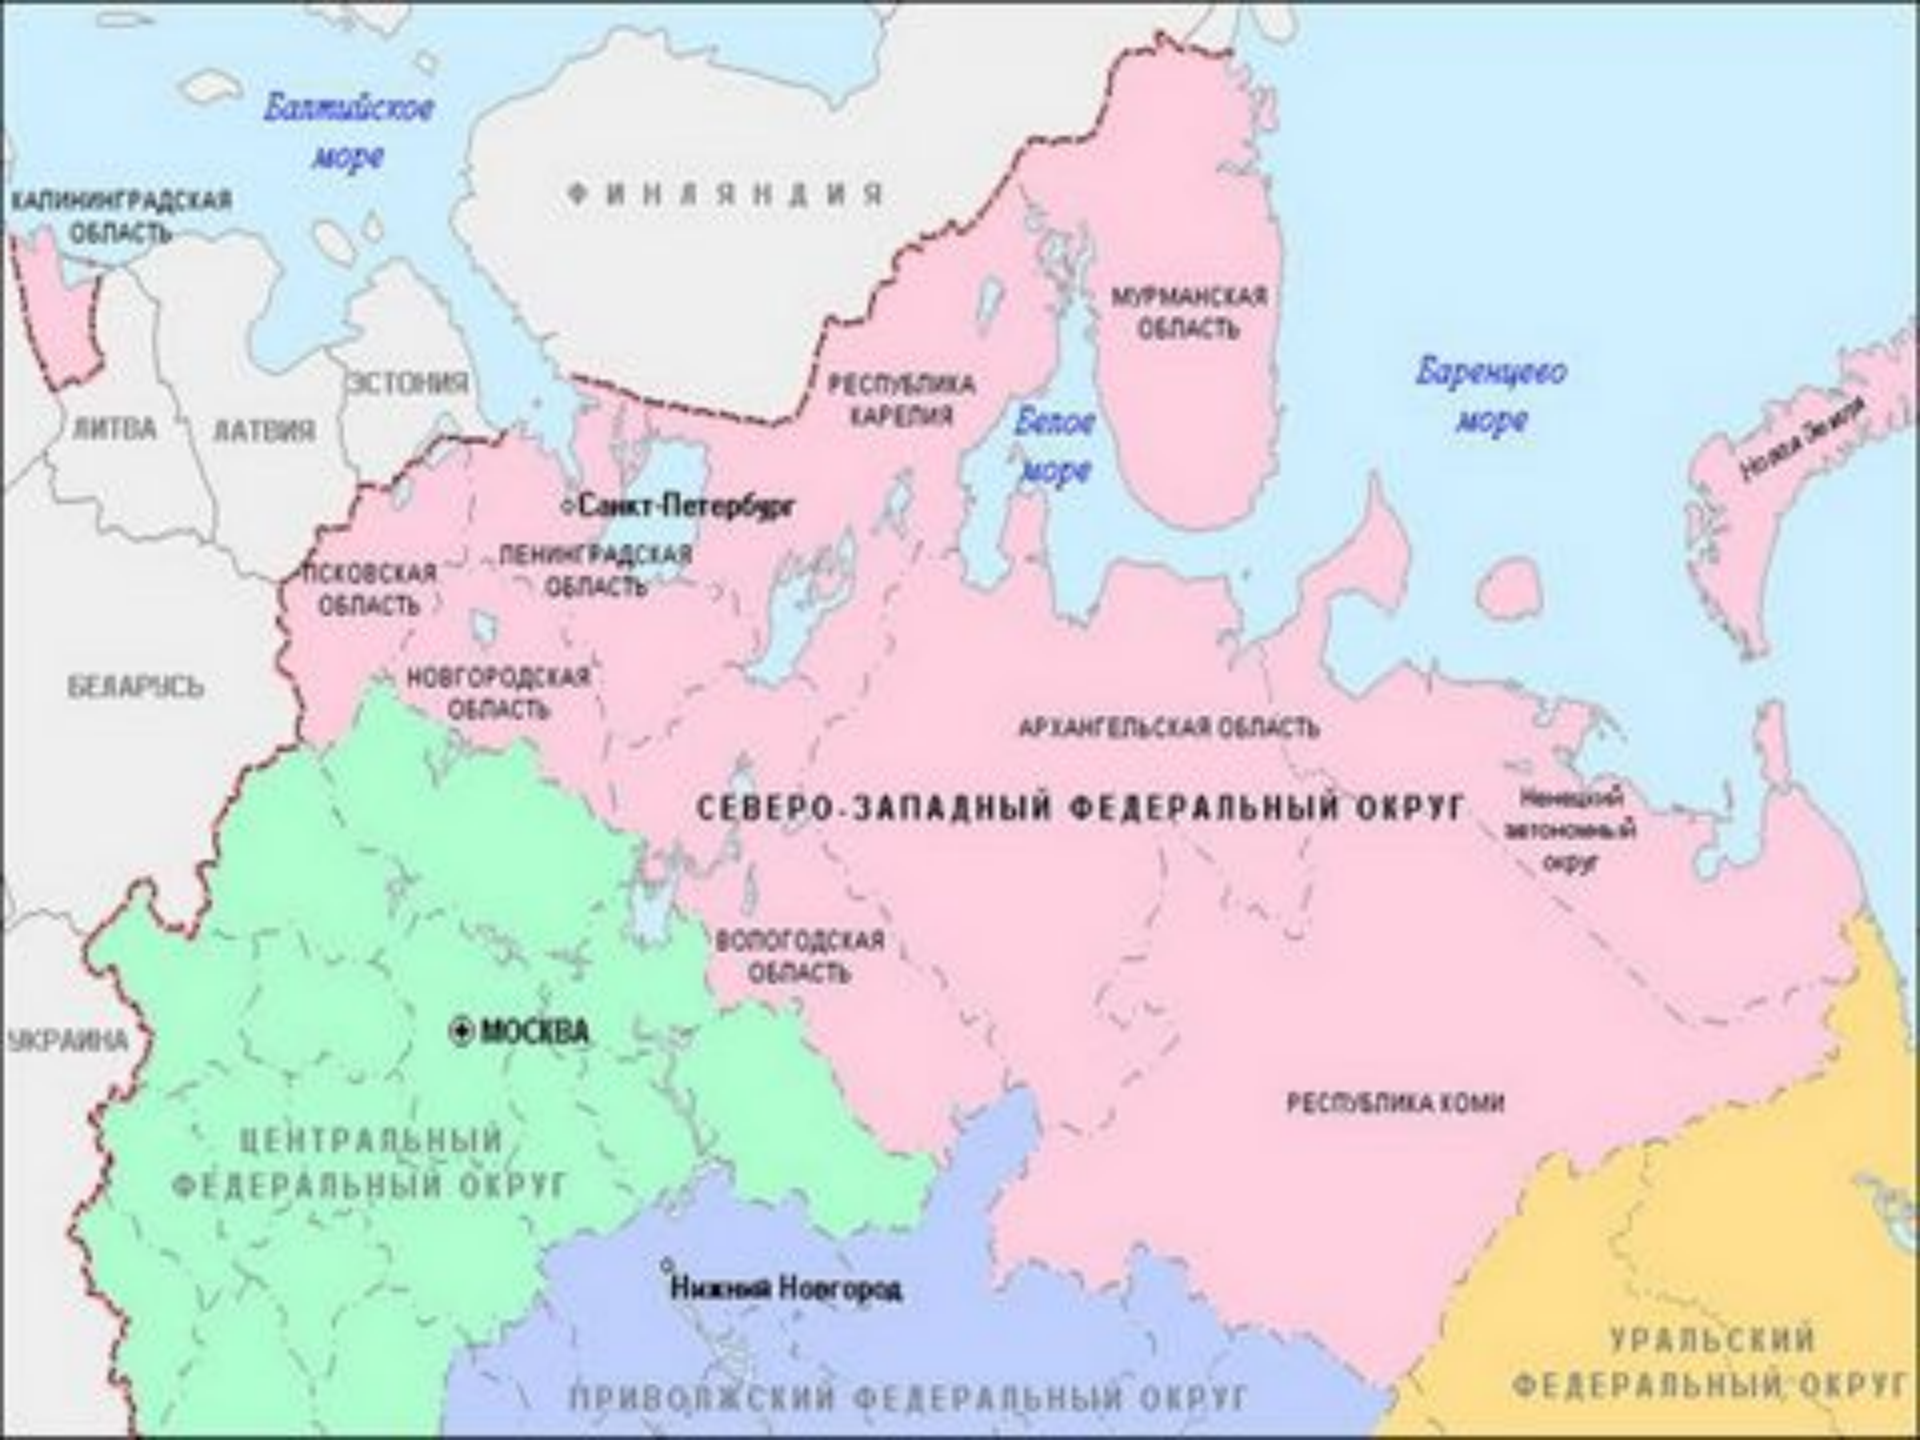 Балтийское
море
КАЛИНИНГРАДСКАЯ
ОБЛАСТЬ
ФИНЛЯНДИЯ
МУРМАНСКАЯ
ОБЛАСТЬ
Баренцево
море
ЭСТОНИЯ
РЕСПУБЛИКА
КАРЕЛИЯ
Белое
море
Новая Земля
ЛИТВА
ЛАТВИЯ
Санкт-Петербург
ЛЕНИНГРАДСКАЯ
ОБЛАСТЬ
ПСКОВСКАЯ
ОБЛАСТЬ
БЕЛАРУСЬ
НОВГОРОДСКАЯ
ОБЛАСТЬ
АРХАНГЕЛЬСКАЯ ОБЛАСТЬ
СЕВЕРО-ЗАПАДНЫЙ ФЕДЕРАЛЬНЫЙ ОКРУГ
Ненецкий
автономный
округ
ВОЛОГОДСКАЯ
ОБЛАСТЬ
УКРАИНА
МОСКВА
РЕСПУБЛИКА КОМИ
ЦЕНТРАЛЬНЫЙ
ФЕДЕРАЛЬНЫЙ ОКРУГ
Нижний Новгород
УРАЛЬСКИЙ
ФЕДЕРАЛЬНЫЙ ОКРУГ
ПРИВОЛЖСКИЙ ФЕДЕРАЛЬНЫЙ ОКРУГ